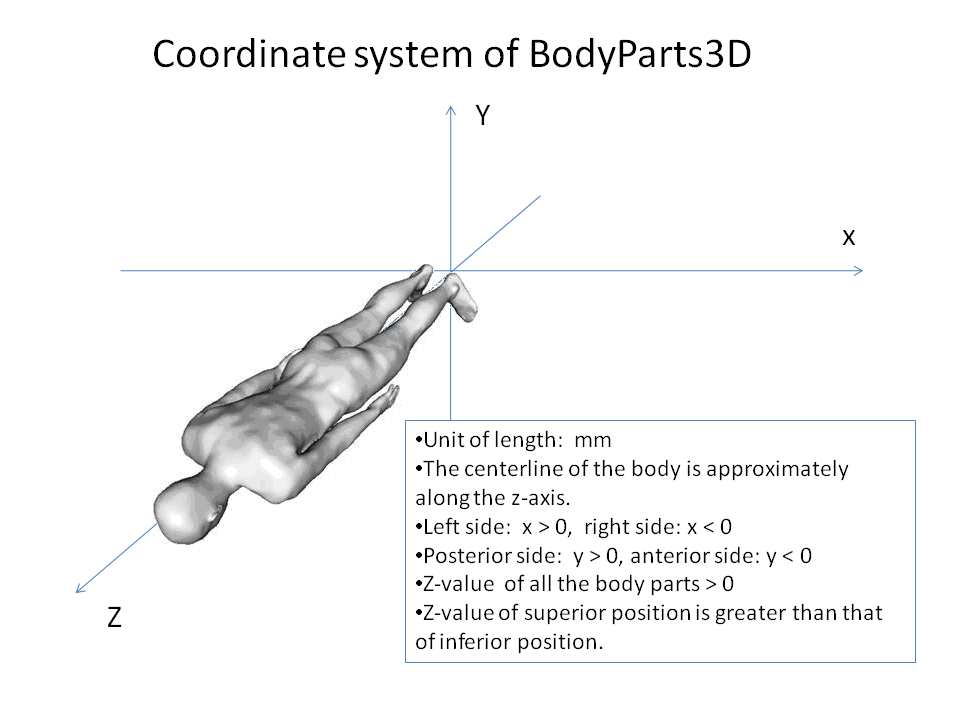 Coordinate system of BodyParts3D
Y
x
Z
•Unit of length:  mm
•The centerline of the body is approximately
along the z-axis.
•Left side:  x > 0,  right side: x < 0
•Posterior side:  y > 0, anterior side: y < 0
•Z-value  of all the body parts > 0
•Z-value of superior position is greater than that
of inferior position.